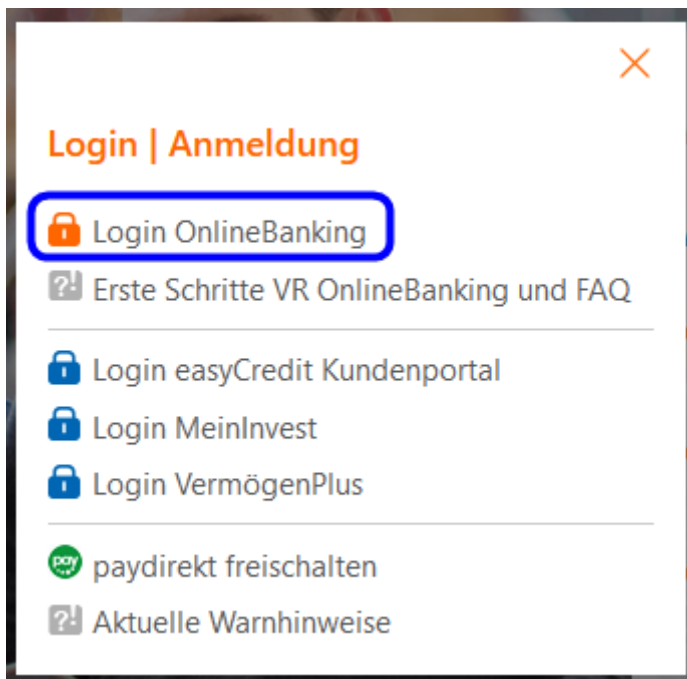 Login | Anmeldung
Login OnlineBanking
?! Erste Schritte VR OnlineBanking und FAQ
Login easyCredit Kundenportal
Login MeinInvest
Login VermögenPlus
pay paydirekt freischalten
?! Aktuelle Warnhinweise